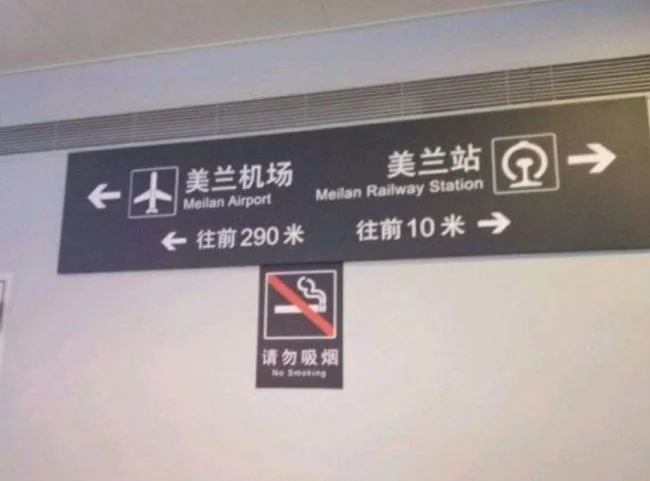 美兰机场
Meilan Airport
往前290米
美兰站
Meilan Railway Station
往前10米
请勿吸烟
No Smoking